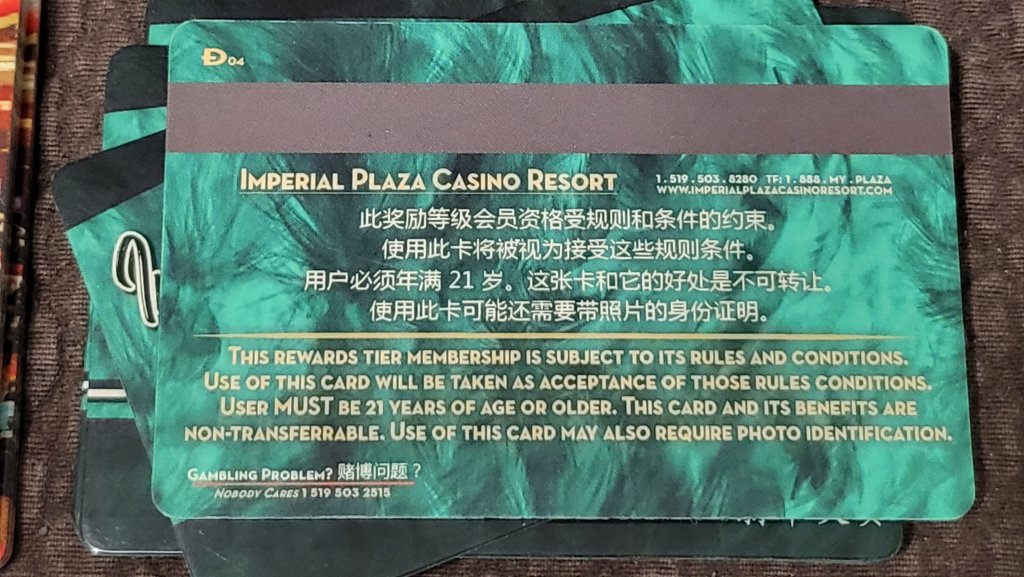 Đ04
IMPERIAL PLAZA CASINO RESORT
1.519.503.8280 TF: 1.888.MY.PLAZA
WWW.IMPERIALPLAZACASINORESORT.COM
此奖励等级会员资格受规则和条件的约束。
使用此卡将被视为接受这些规则条件。
用户必须年满 21 岁。这张卡和它的好处是不可转让。
使用此卡可能还需要带照片的身份证明。
THIS REWARDS TIER MEMBERSHIP IS SUBJECT TO ITS RULES AND CONDITIONS.
USE OF THIS CARD WILL BE TAKEN AS ACCEPTANCE OF THOSE RULES CONDITIONS.
USER MUST BE 21 YEARS OF AGE OR OLDER. THIS CARD AND ITS BENEFITS ARE
NON-TRANSFERRABLE. USE OF THIS CARD MAY ALSO REQUIRE PHOTO IDENTIFICATION.
GAMBLING PROBLEM? 赌博问题？
NOBODY CARES 1 519 503 2515